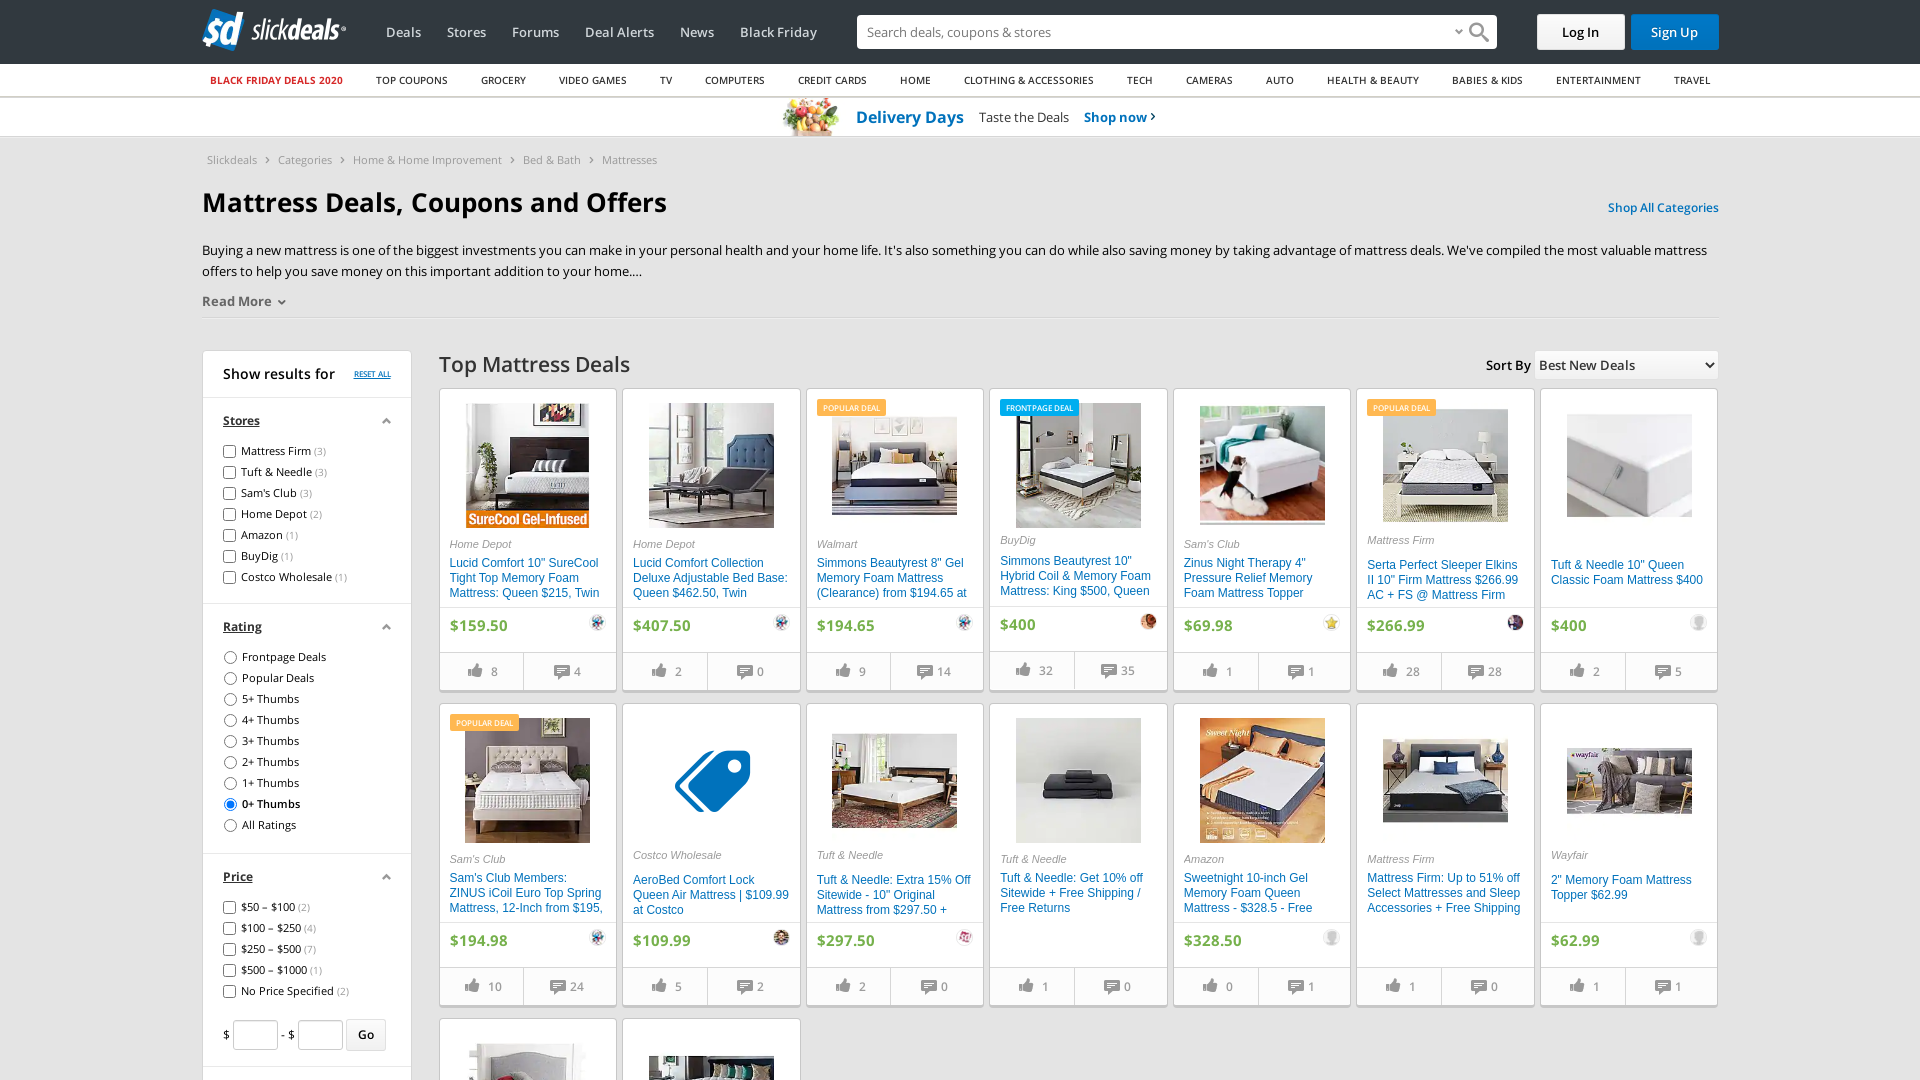 sd slickdeals
Deals Stores Forums Deal Alerts News Black Friday
Search deals, coupons & stores
Log In Sign Up
BLACK FRIDAY DEALS 2020 TOP COUPONS GROCERY VIDEO GAMES TV COMPUTERS CREDIT CARDS HOME CLOTHING & ACCESSORIES TECH CAMERAS AUTO HEALTH & BEAUTY BABIES & KIDS ENTERTAINMENT TRAVEL
Delivery Days Taste the Deals Shop now
Slickdeals Categories Home & Home Improvement Bed & Bath Mattresses
Mattress Deals, Coupons and Offers
Shop All Categories
Buying a new mattress is one of the biggest investments you can make in your personal health and your home life. It's also something you can do while also saving money by taking advantage of mattress deals. We've compiled the most valuable mattress
offers to help you save money on this important addition to your home....
Read More
Show results for RESET ALL
Stores
Mattress Firm (3)
Tuft & Needle (3)
Sam's Club (3)
Home Depot (2)
Amazon (1)
BuyDig (1)
Costco Wholesale (1)
Rating
Frontpage Deals
Popular Deals
5+ Thumbs
4+ Thumbs
3+ Thumbs
2+ Thumbs
1+ Thumbs
0+ Thumbs
All Ratings
Price
$50 – $100 (2)
$100 – $250 (4)
$250 – $500 (7)
$500 – $1000 (1)
No Price Specified (2)
$ - $ Go
Top Mattress Deals
Sort By Best New Deals
SureCool Gel-Infused
Home Depot
Lucid Comfort 10" SureCool
Tight Top Memory Foam
Mattress: Queen $215, Twin
$159.50
8 4
Home Depot
Lucid Comfort Collection
Deluxe Adjustable Bed Base:
Queen $462.50, Twin
$407.50
2 0
POPULAR DEAL
Walmart
Simmons Beautyrest 8" Gel
Memory Foam Mattress
(Clearance) from $194.65 at
$194.65
9 14
FRONTPAGE DEAL
BuyDig
Simmons Beautyrest 10"
Hybrid Coil & Memory Foam
Mattress: King $500, Queen
$400
32 35
Sam's Club
Zinus Night Therapy 4"
Pressure Relief Memory
Foam Mattress Topper
$69.98
1 1
POPULAR DEAL
Mattress Firm
Serta Perfect Sleeper Elkins
II 10" Firm Mattress $266.99
AC + FS @ Mattress Firm
$266.99
28 28
Tuft & Needle 10" Queen
Classic Foam Mattress $400
$400
2 5
POPULAR DEAL
Sam's Club
Sam's Club Members:
ZINUS iCoil Euro Top Spring
Mattress, 12-Inch from $195,
$194.98
10 24
Costco Wholesale
AeroBed Comfort Lock
Queen Air Mattress | $109.99
at Costco
$109.99
5 2
Tuft & Needle
Tuft & Needle: Extra 15% Off
Sitewide - 10" Original
Mattress from $297.50 +
$297.50
2 0
Tuft & Needle
Tuft & Needle: Get 10% off
Sitewide + Free Shipping /
Free Returns
1 0
Sweet Night
Amazon
Sweetnight 10-inch Gel
Memory Foam Queen
Mattress - $328.5 - Free
$328.50
0 1
Mattress Firm
Mattress Firm: Up to 51% off
Select Mattresses and Sleep
Accessories + Free Shipping
1 0
wayfair
Wayfair
2" Memory Foam Mattress
Topper $62.99
$62.99
1 1